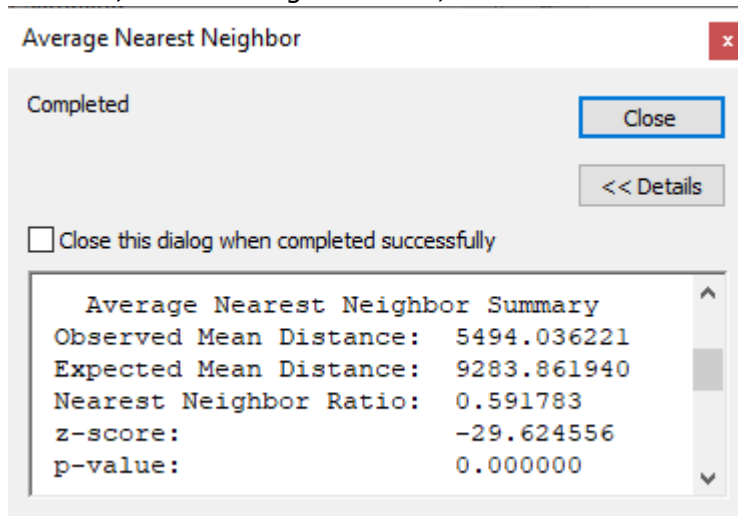 Average Nearest Neighbor
x
Completed
Close
<< Details
Close this dialog when completed successfully
Average Nearest Neighbor Summary
Observed Mean Distance: 5494.036221
Expected Mean Distance: 9283.861940
Nearest Neighbor Ratio: 0.591783
z-score: -29.624556
p-value: 0.000000